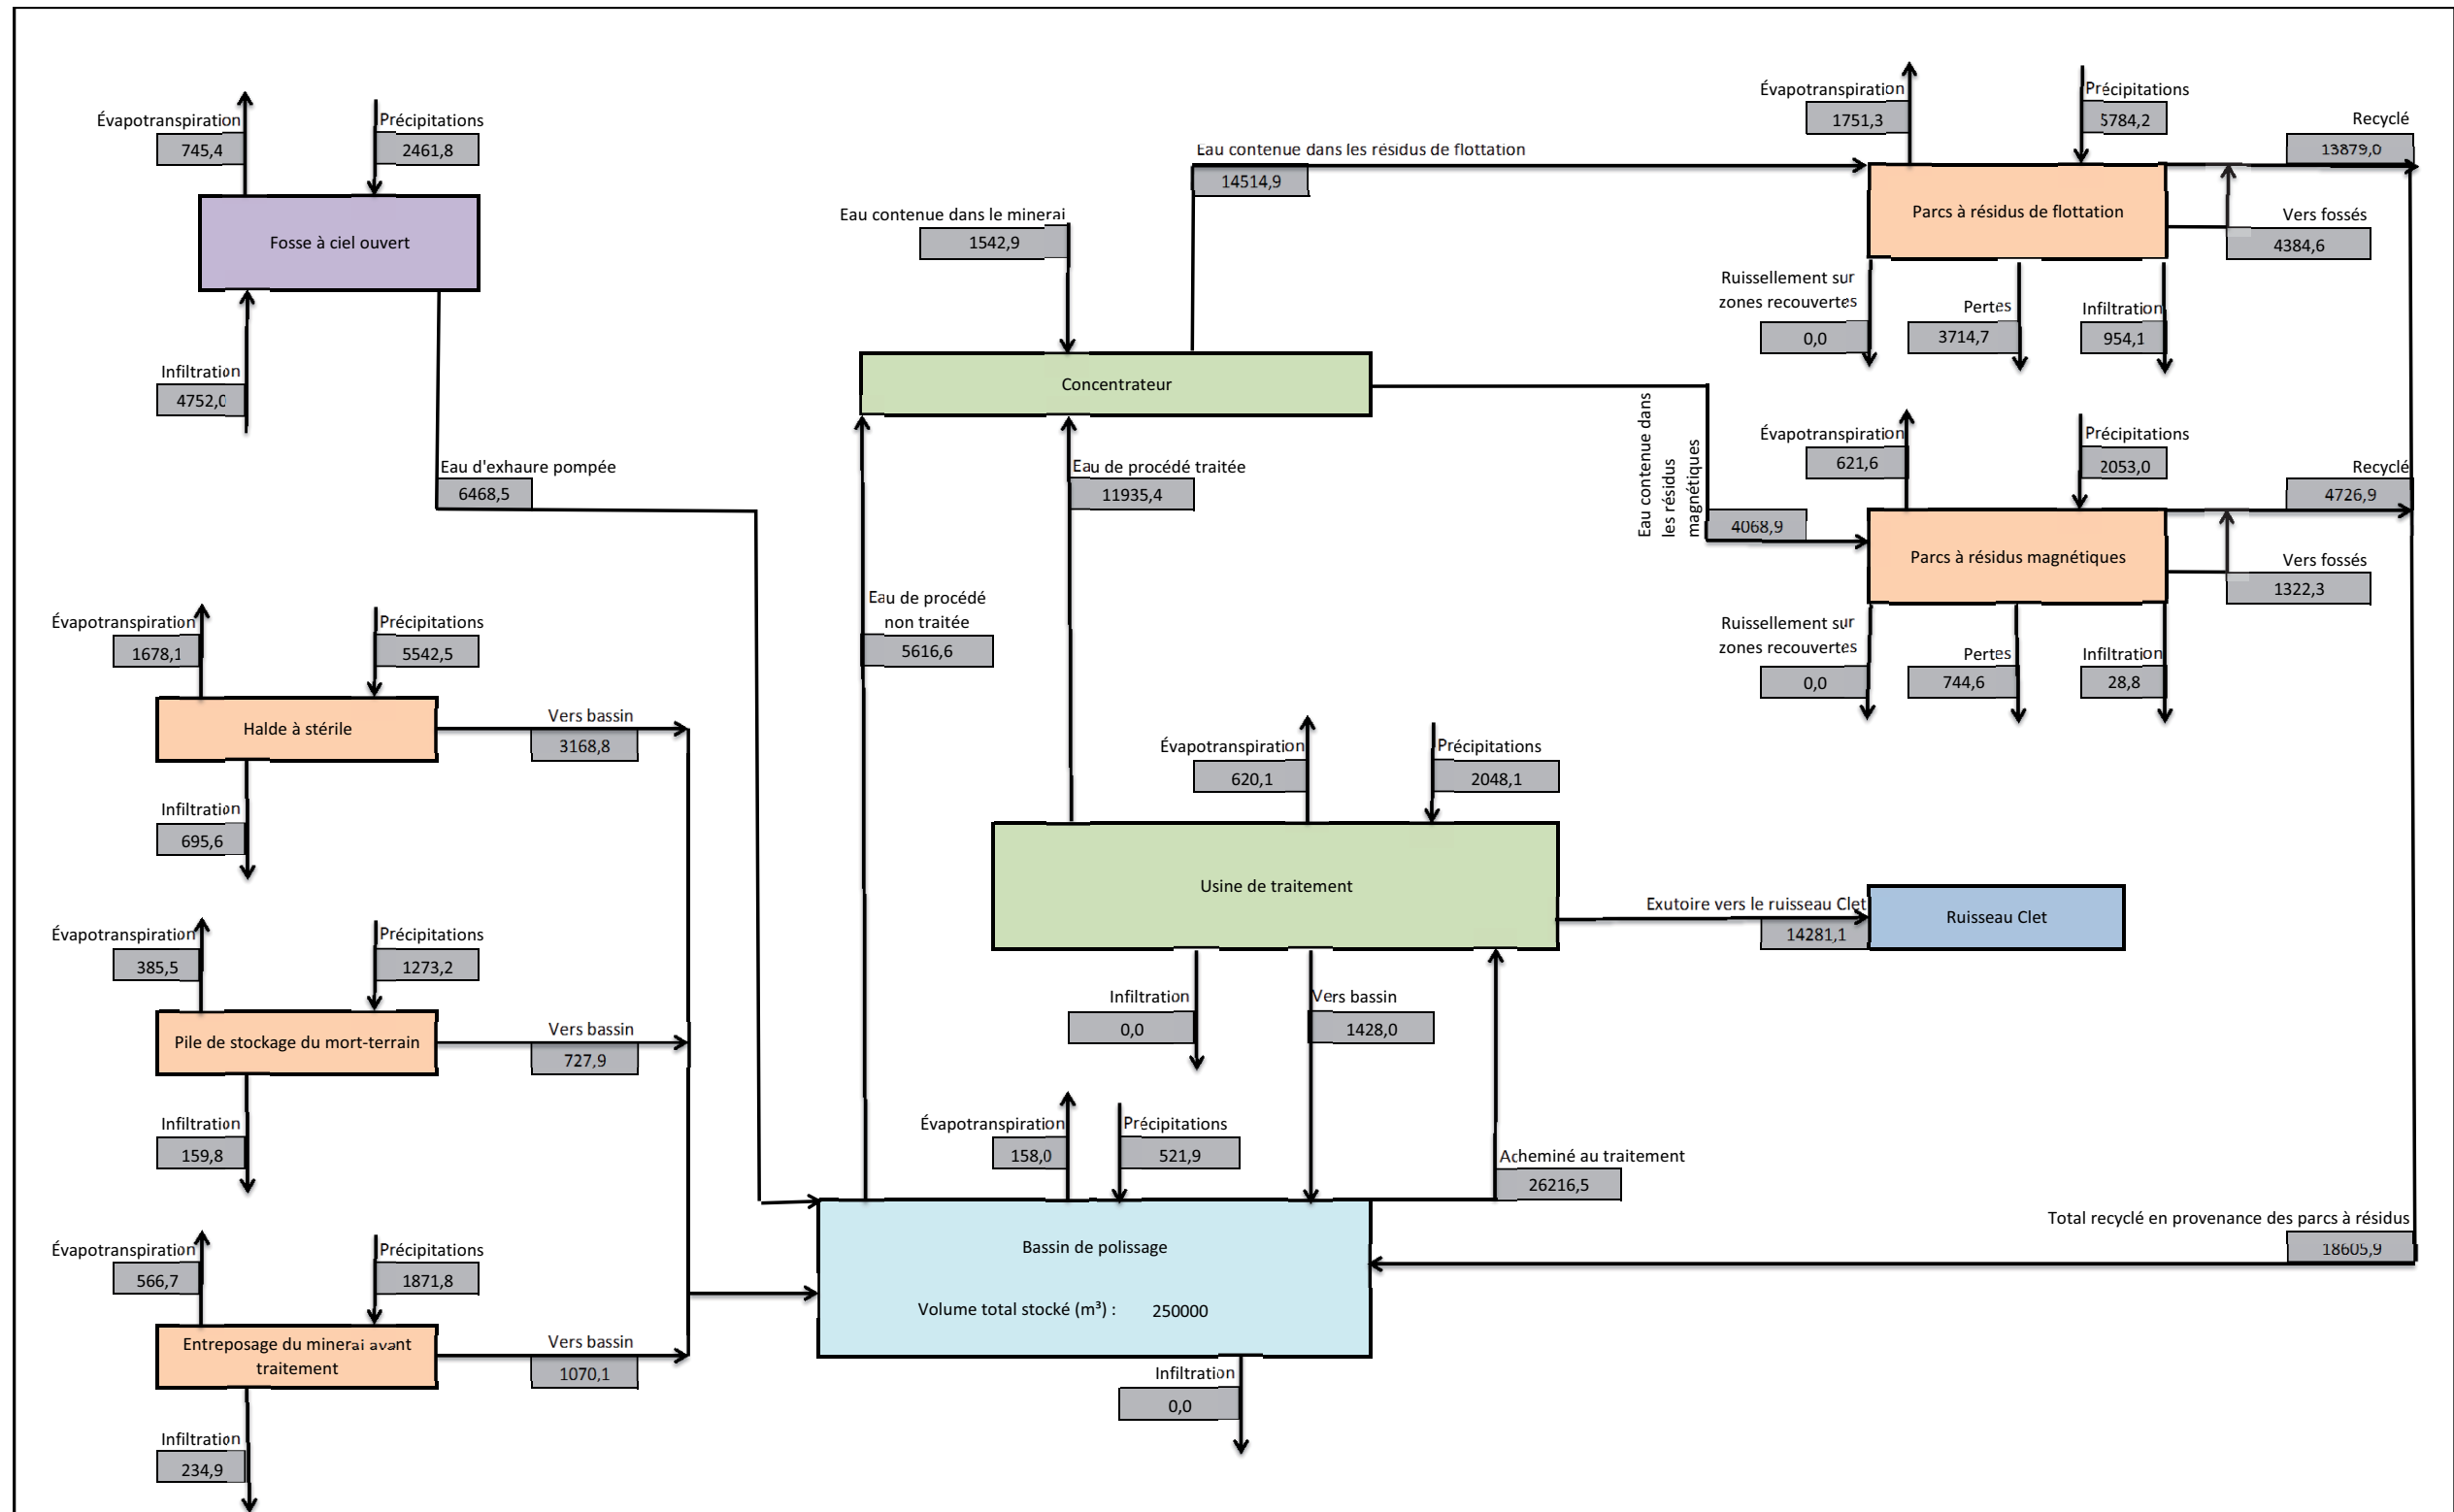 Évapotranspiration
745,4
Précipitations
2461,8
Fosse à ciel ouvert
Infiltration
4752,0
Eau d'exhaure pompée
6468,5
Évapotranspiration
1678,1
Précipitations
5542,5
Halde à stérile
Vers bassin
3168,8
Infiltration
695,6
Évapotranspiration
385,5
Précipitations
1273,2
Pile de stockage du mort-terrain
Vers bassin
727,9
Infiltration
159,8
Évapotranspiration
566,7
Précipitations
1871,8
Entreposage du minerai avant
traitement
Vers bassin
1070,1
Infiltration
234,9
Eau contenue dans le minerai
1542,9
Eau contenue dans les résidus de flottation
14514,9
Concentrateur
Eau de procédé traitée
11935,4
Eau de procédé
non traitée
5616,6
Eau contenue dans
les résidus
magnétiques
4068,9
Évapotranspiration
620,1
Précipitations
2048,1
Usine de traitement
Exutoire vers le ruisseau Clet
14281,1
Ruisseau Clet
Infiltration
0,0
Vers bassin
1428,0
Évapotranspiration
158,0
Précipitations
521,9
Acheminé au traitement
26216,5
Bassin de polissage
Volume total stocké (m³) : 250000
Infiltration
0,0
Évapotranspiration
1751,3
Précipitations
5784,2
Recyclé
13879,0
Parcs à résidus de flottation
Vers fossés
4384,6
Ruissellement sur
zones recouvertes
0,0
Pertes
3714,7
Infiltration
954,1
Évapotranspiration
621,6
Précipitations
2053,0
Recyclé
4726,9
Parcs à résidus magnétiques
Vers fossés
1322,3
Ruissellement sur
zones recouvertes
0,0
Pertes
744,6
Infiltration
28,8
Total recyclé en provenance des parcs à résidus
18605,9